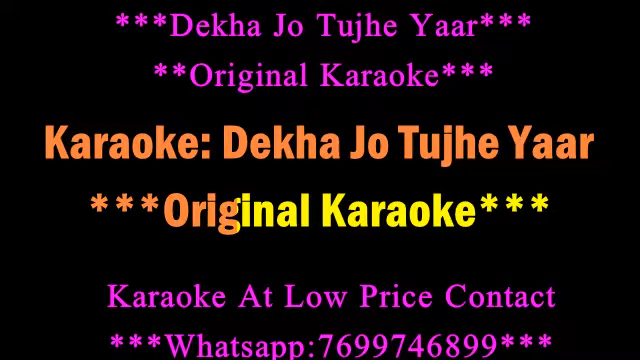 ***Dekha Jo Tujhe Yaar***
**Original Karaoke***
Karaoke: Dekha Jo Tujhe Yaar
***Original Karaoke***
Karaoke At Low Price Contact
***Whatsapp:7699746899***